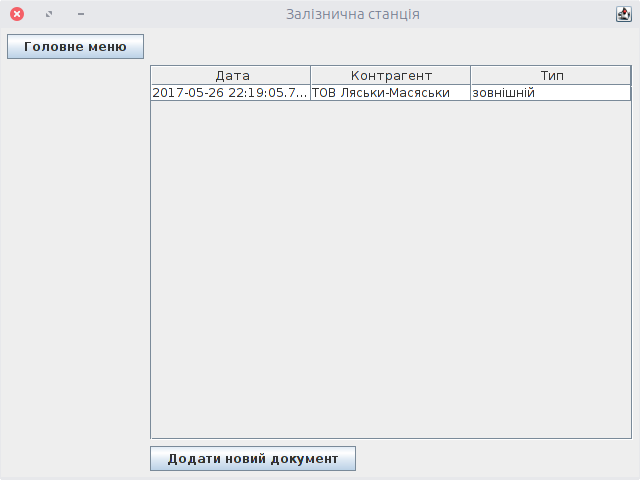 Залізнична станція
Головне меню
Дата Контрагент Тип
2017-05-26 22:19:05.7... ТОВ Ляськи-Масяськи зовнішній
Додати новий документ